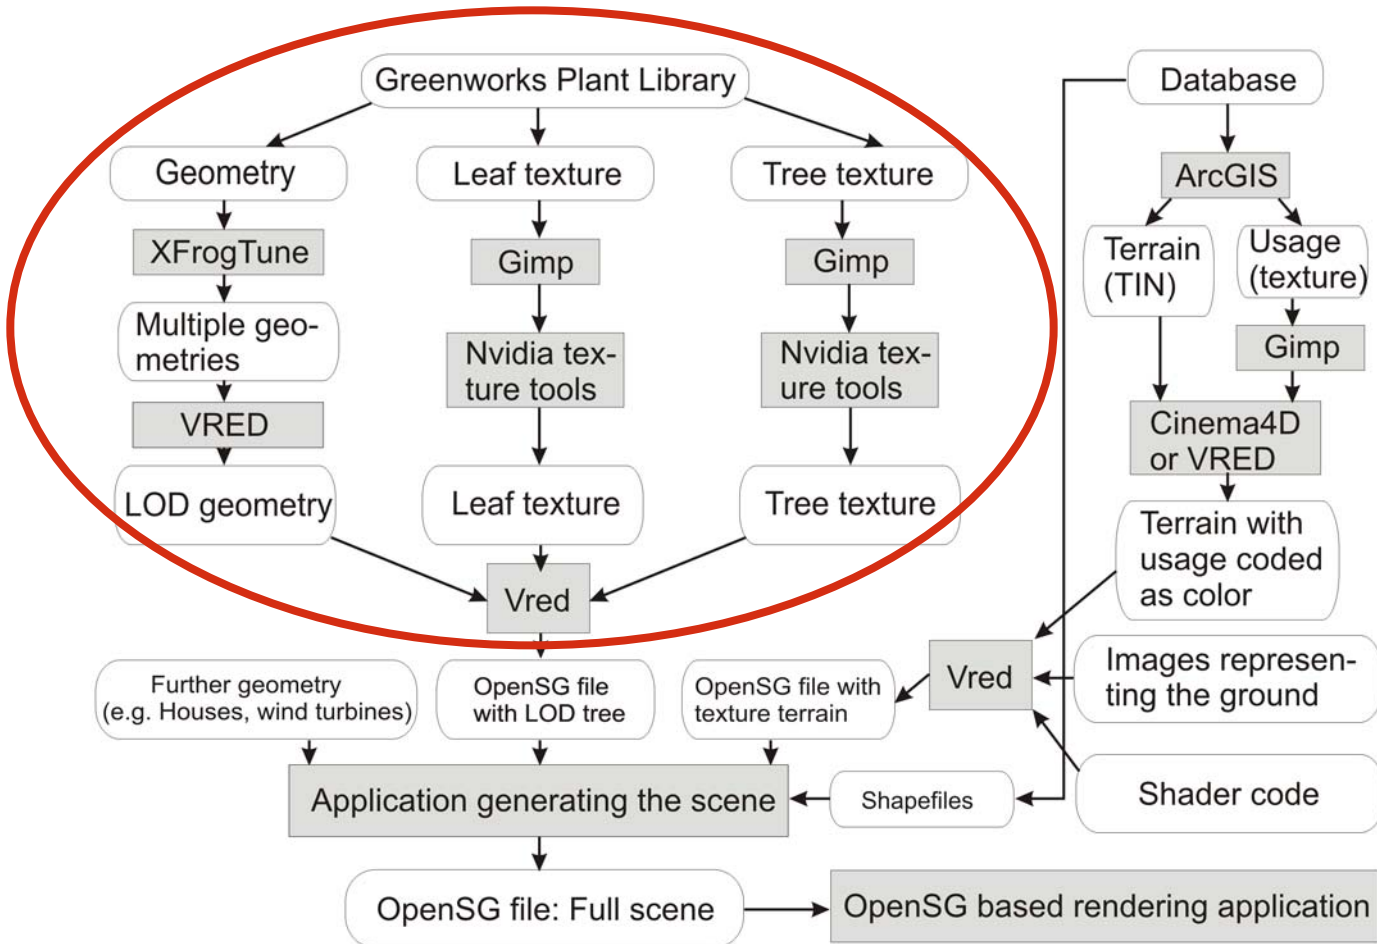 Greenworks Plant Library
Database
Geometry
Leaf texture
Tree texture
ArcGIS
XFrogTune
Gimp
Gimp
Terrain
(TIN)
Usage
(texture)
Multiple geo-
metries
Nvidia tex-
ture tools
Nvidia tex-
ure tools
Gimp
VRED
Cinema4D
or VRED
LOD geometry
Leaf texture
Tree texture
Terrain with
usage coded
as color
Vred
Further geometry
(e.g. Houses, wind turbines)
OpenSG file
with LOD tree
OpenSG file with
texture terrain
Vred
Images represen-
ting the ground
Application generating the scene
Shapefiles
Shader code
OpenSG file: Full scene
OpenSG based rendering application